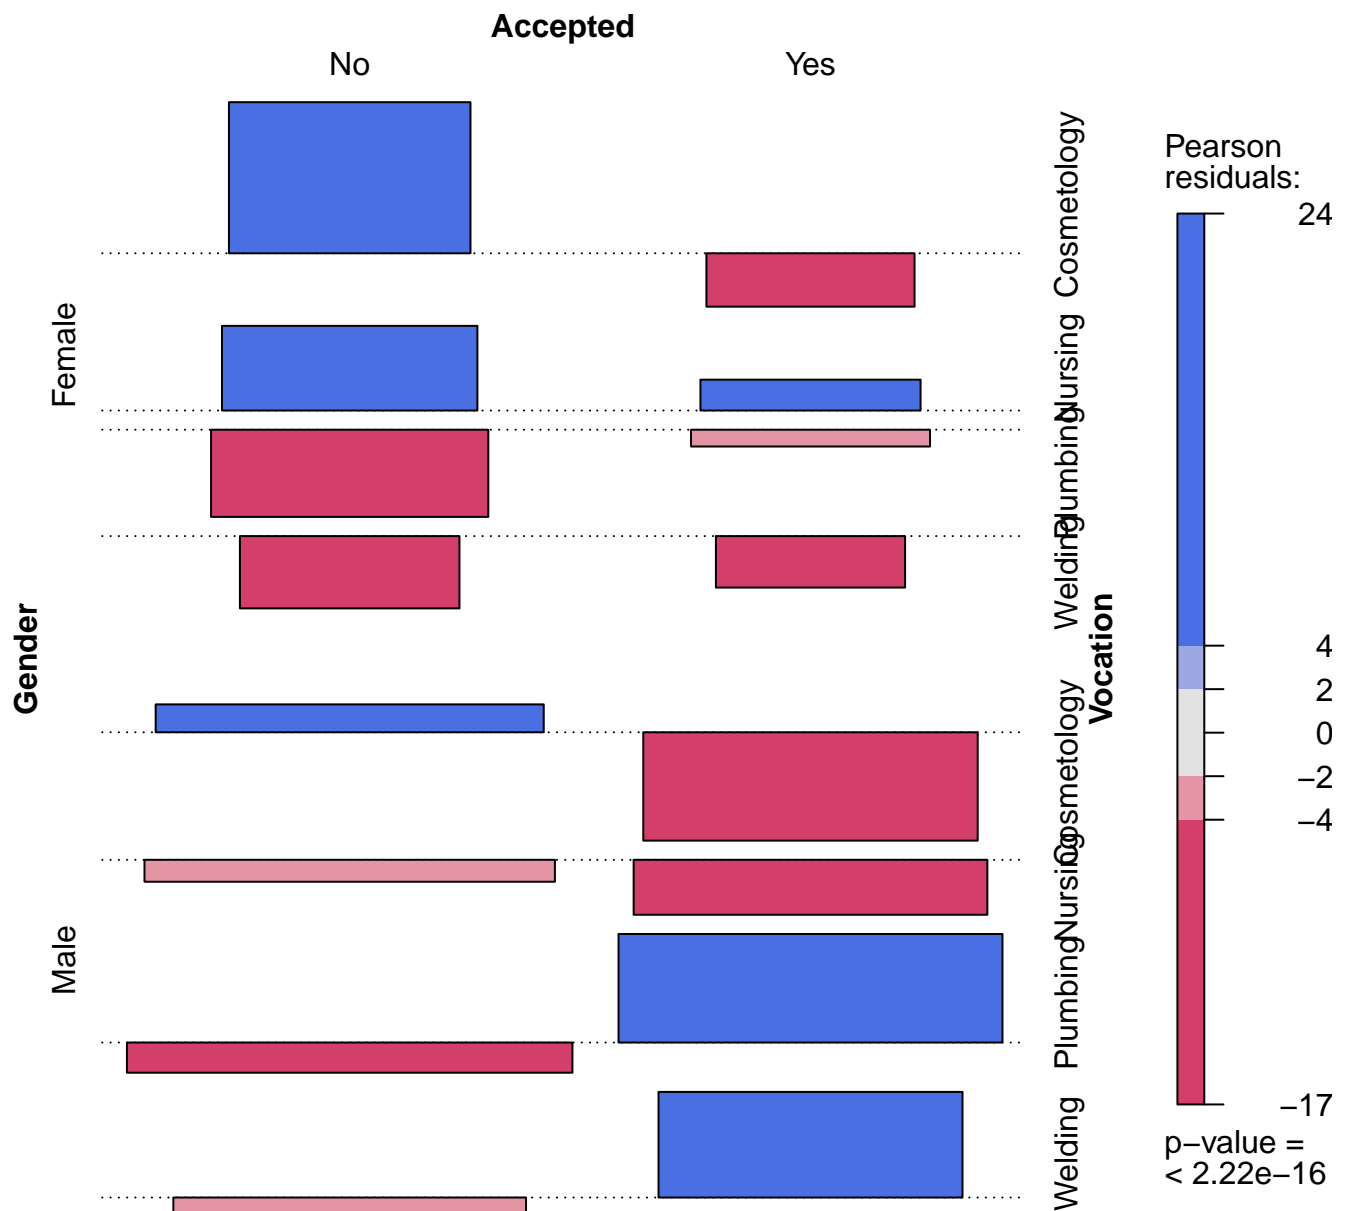 Accepted
No Yes
Gender
Female
Male
Cosmetology
Nursing
Plumbing
Welding
Cosmetology
Nursing
Plumbing
Welding
Vocation
Pearson
residuals:
24
4
2
0
−2
−4
−17
p−value =
< 2.22e−16